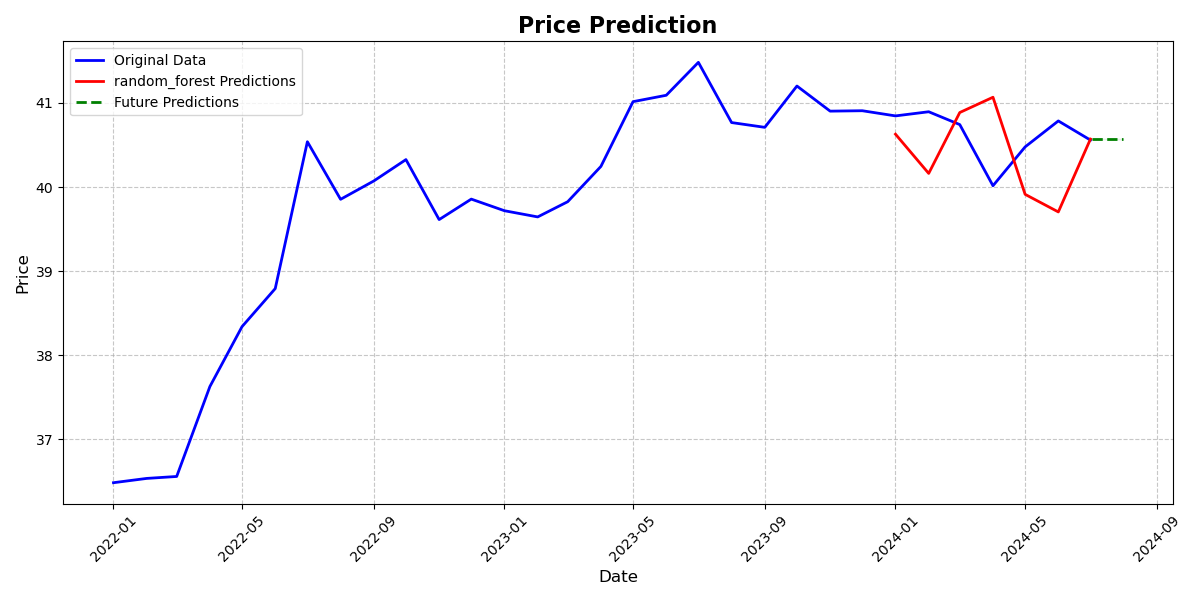 Price Prediction
Original Data
random_forest Predictions
Future Predictions
Price
41
40
39
38
37
2022-01
2022-05
2022-09
2023-01
2023-05
2023-09
2024-01
2024-05
2024-09
Date